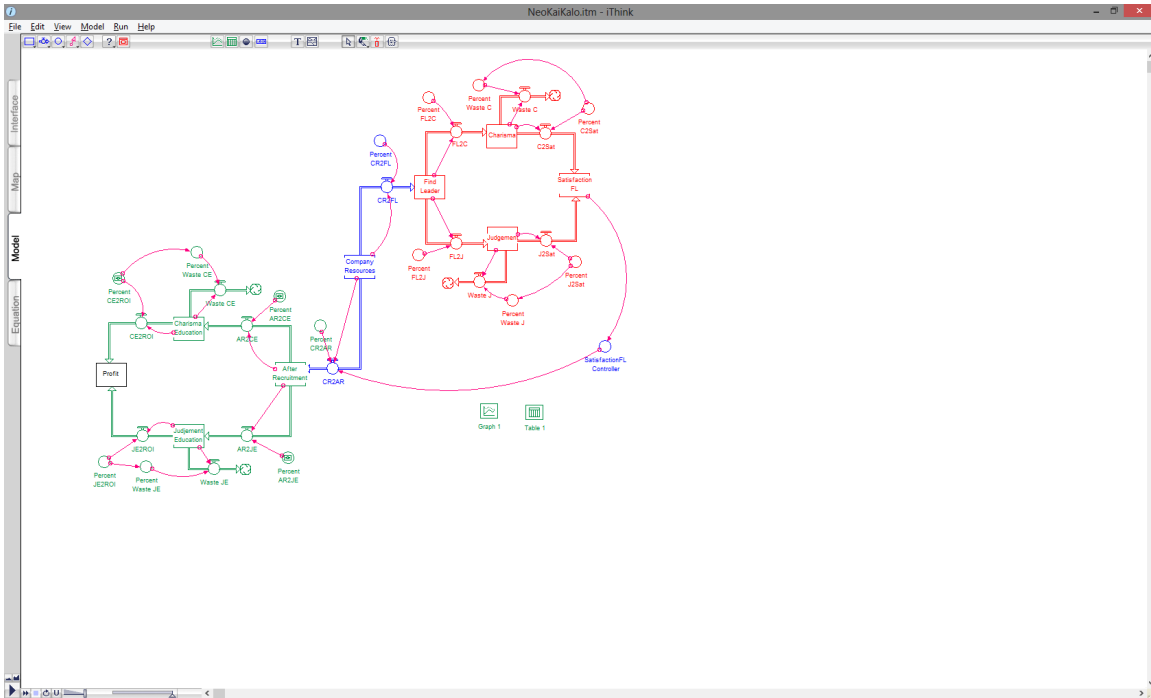 NeoKaiKalo.itm - iThink
File Edit View Model Run Help
Interface
Map
Model
Equation
Percent
Waste C
Waste C
Percent
FL2C
Percent
C2Sat
FL2C
Charisma
C2Sat
Percent
CR2FL
CR2FL
Find
Leader
Satisfaction
FL
Judgement
FL2J
J2Sat
Percent
FL2J
Percent
J2Sat
Waste J
Percent
Waste J
Company
Resources
Percent
Waste CE
Percent
CE2ROI
Waste CE
Percent
AR2CE
CE2ROI
Charisma
Education
AR2CE
Percent
CR2AR
SatisfactionFL
Controller
Profit
After
Recruitment
CR2AR
Graph 1
Table 1
Judjement
Education
JE2ROI
AR2JE
Percent
JE2ROI
Percent
Waste JE
Waste JE
Percent
AR2JE